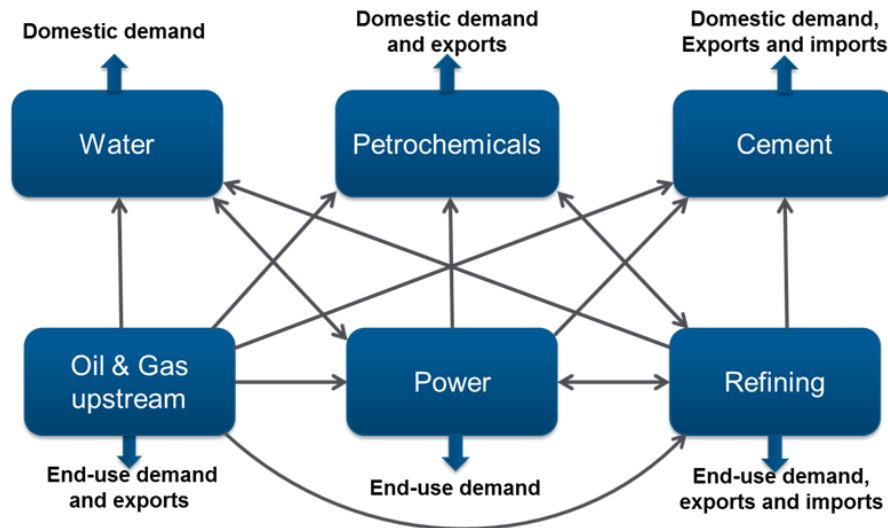 Domestic demand
Domestic demand
and exports
Domestic demand,
Exports and imports
Water
Petrochemicals
Cement
Oil & Gas
upstream
Power
Refining
End-use demand
and exports
End-use demand
End-use demand,
exports and imports